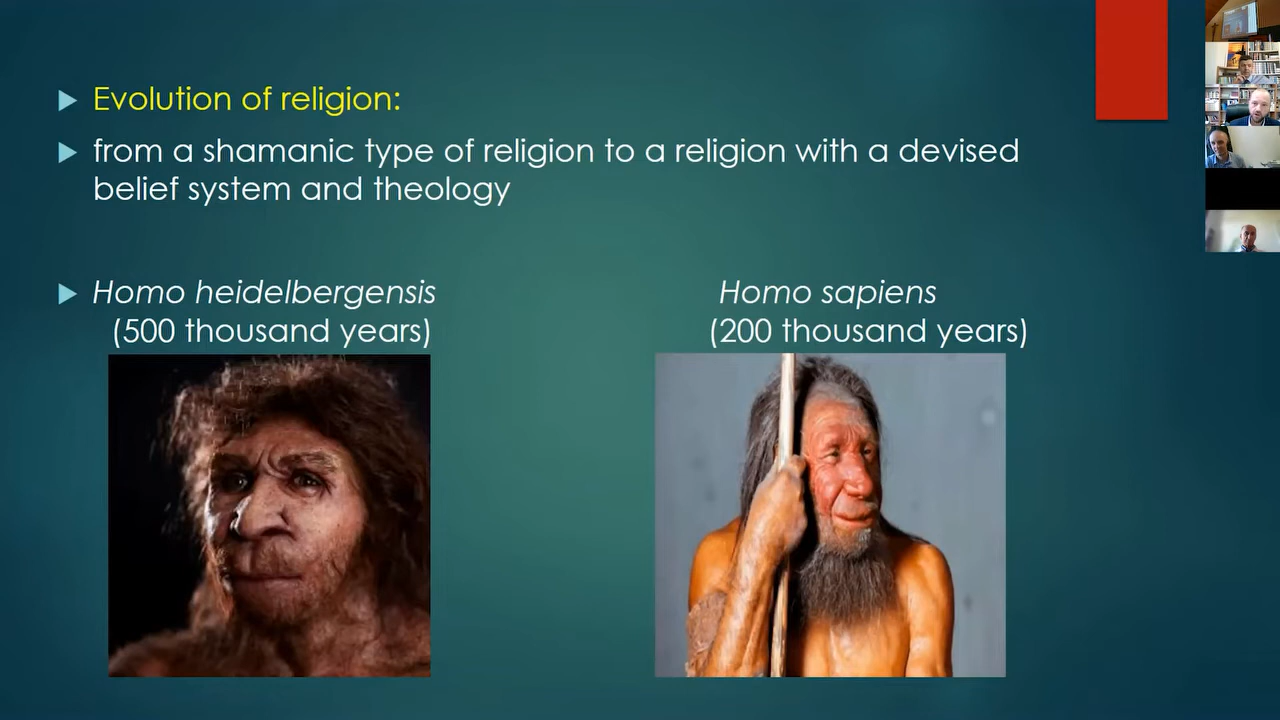 Evolution of religion:
from a shamanic type of religion to a religion with a devised
belief system and theology
Homo heidelbergensis
(500 thousand years)
Homo sapiens
(200 thousand years)